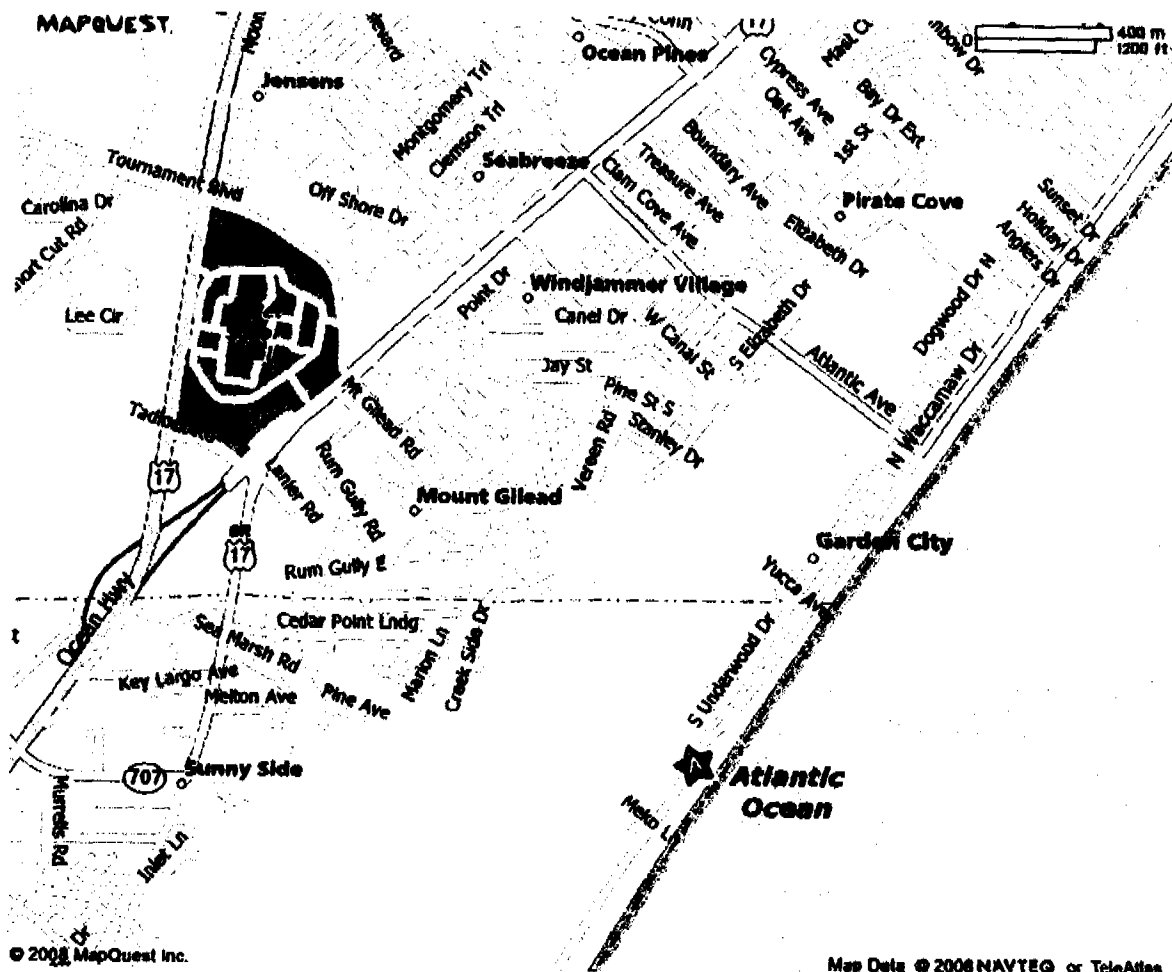 MAPQUEST.
17
400 m
0
1200 ft
Ocean Pines
Jensens
Cypress Ave
Oak Ave
Bay Dr Ext
1st St
Montgomery Trl
Clemson Trl
Boundary Ave
Treasure Ave
Seabreeze
Clam Cove Ave
Tournament Blvd
Off Shore Dr
Carolina Dr
Pirate Cove
Elizabeth Dr
Sunset Dr
Holiday Dr
Anglers Dr
Point Dr
Windjammer Village
Lee Cir
Canel Dr
W Canal St
S Elizabeth Dr
Dogwood Dr N
Atlantic Ave
N Waccamaw Dr
Pine St S
Stanley Dr
Vereen Rd
Mt Gilead Rd
Rum Gully Rd
Lanier Rd
17
Mount Gilead
17
Garden City
Rum Gully E
Yucca Ave
Ocean Hwy
Cedar Point Lndg
Sea Marsh Rd
Marlon Ln
Creek Side Dr
Key Largo Ave
Melton Ave
Pine Ave
S Underwood Dr
707
Sunny Side
Atlantic
Ocean
Murrells Rd
Inlet Ln
© 2008 MapQuest Inc.
Map Data © 2008 NAVTEQ or TeleAtlas